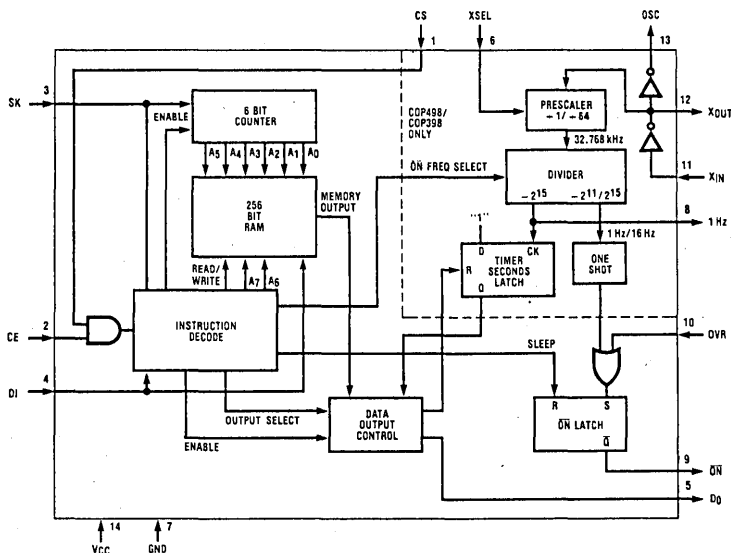 CS
XSEL
OSC
1
6
13
3
SK
ENABLE
6 BIT
COUNTER
COP498/
COP398
ONLY
PRESCALER
÷ 1/ ÷ 64
12
XOUT
32.768 kHz
A5 A4 A3 A2 A1 A0
11
XIN
ON FREQ SELECT
DIVIDER
– 2^15 – 2^11 / 2^15
256
BIT
RAM
MEMORY
OUTPUT
8
1 Hz
"1"
1 Hz/16 Hz
D CK
R
TIMER
SECONDS
LATCH
Q
ONE
SHOT
READ/
WRITE
A7 A6
INSTRUCTION
DECODE
2
CE
10
OVR
SLEEP
4
DI
R S
O̅N̅ LATCH
Q̅
OUTPUT SELECT
DATA
OUTPUT
CONTROL
ENABLE
9
O̅N̅
5
D0
14
7
VCC
GND